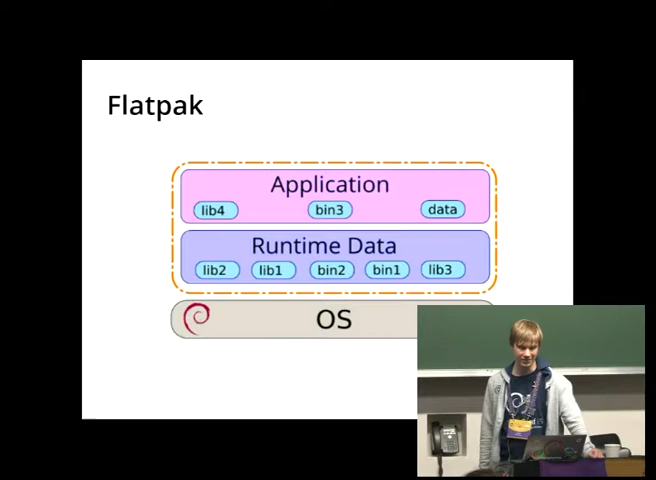 Flatpak
Application
lib4 bin3 data
Runtime Data
lib2 lib1 bin2 bin1 lib3
OS